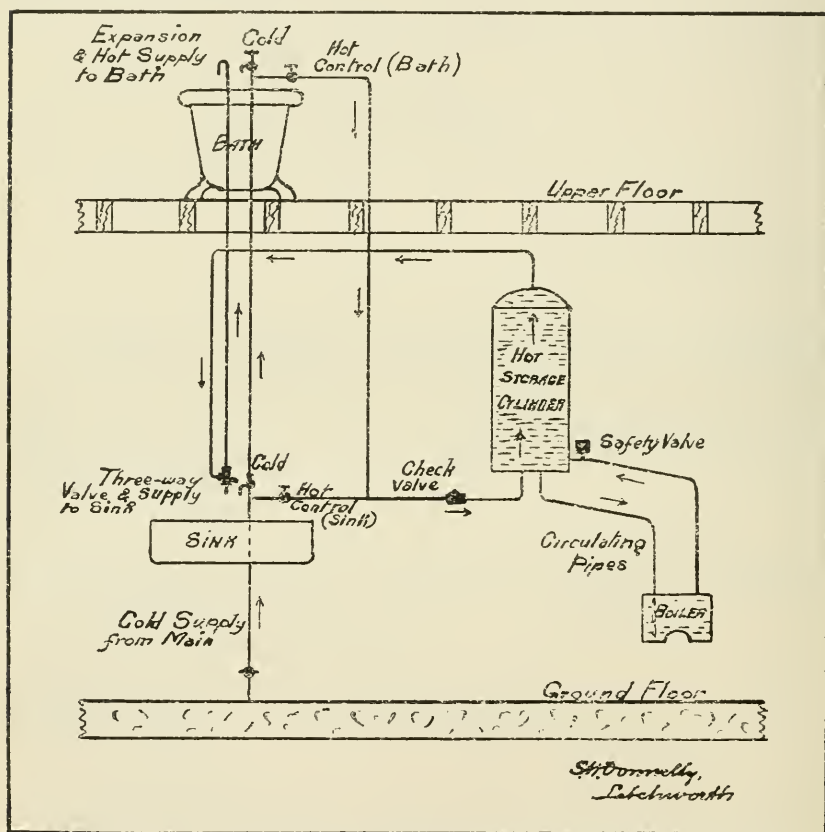 Expansion
& Hot Supply
to Bath
Cold
Hot
Control (Bath)
BATH
Upper Floor
HOT
STORAGE
CYLINDER
Safety Valve
Cold
Three-way
Valve & Supply
to Sink
Hot
Control
(Sink)
Check
Valve
SINK
Circulating
Pipes
BOILER
Cold Supply
from Main
Ground Floor
S.W.Donnelly,
Letchworth